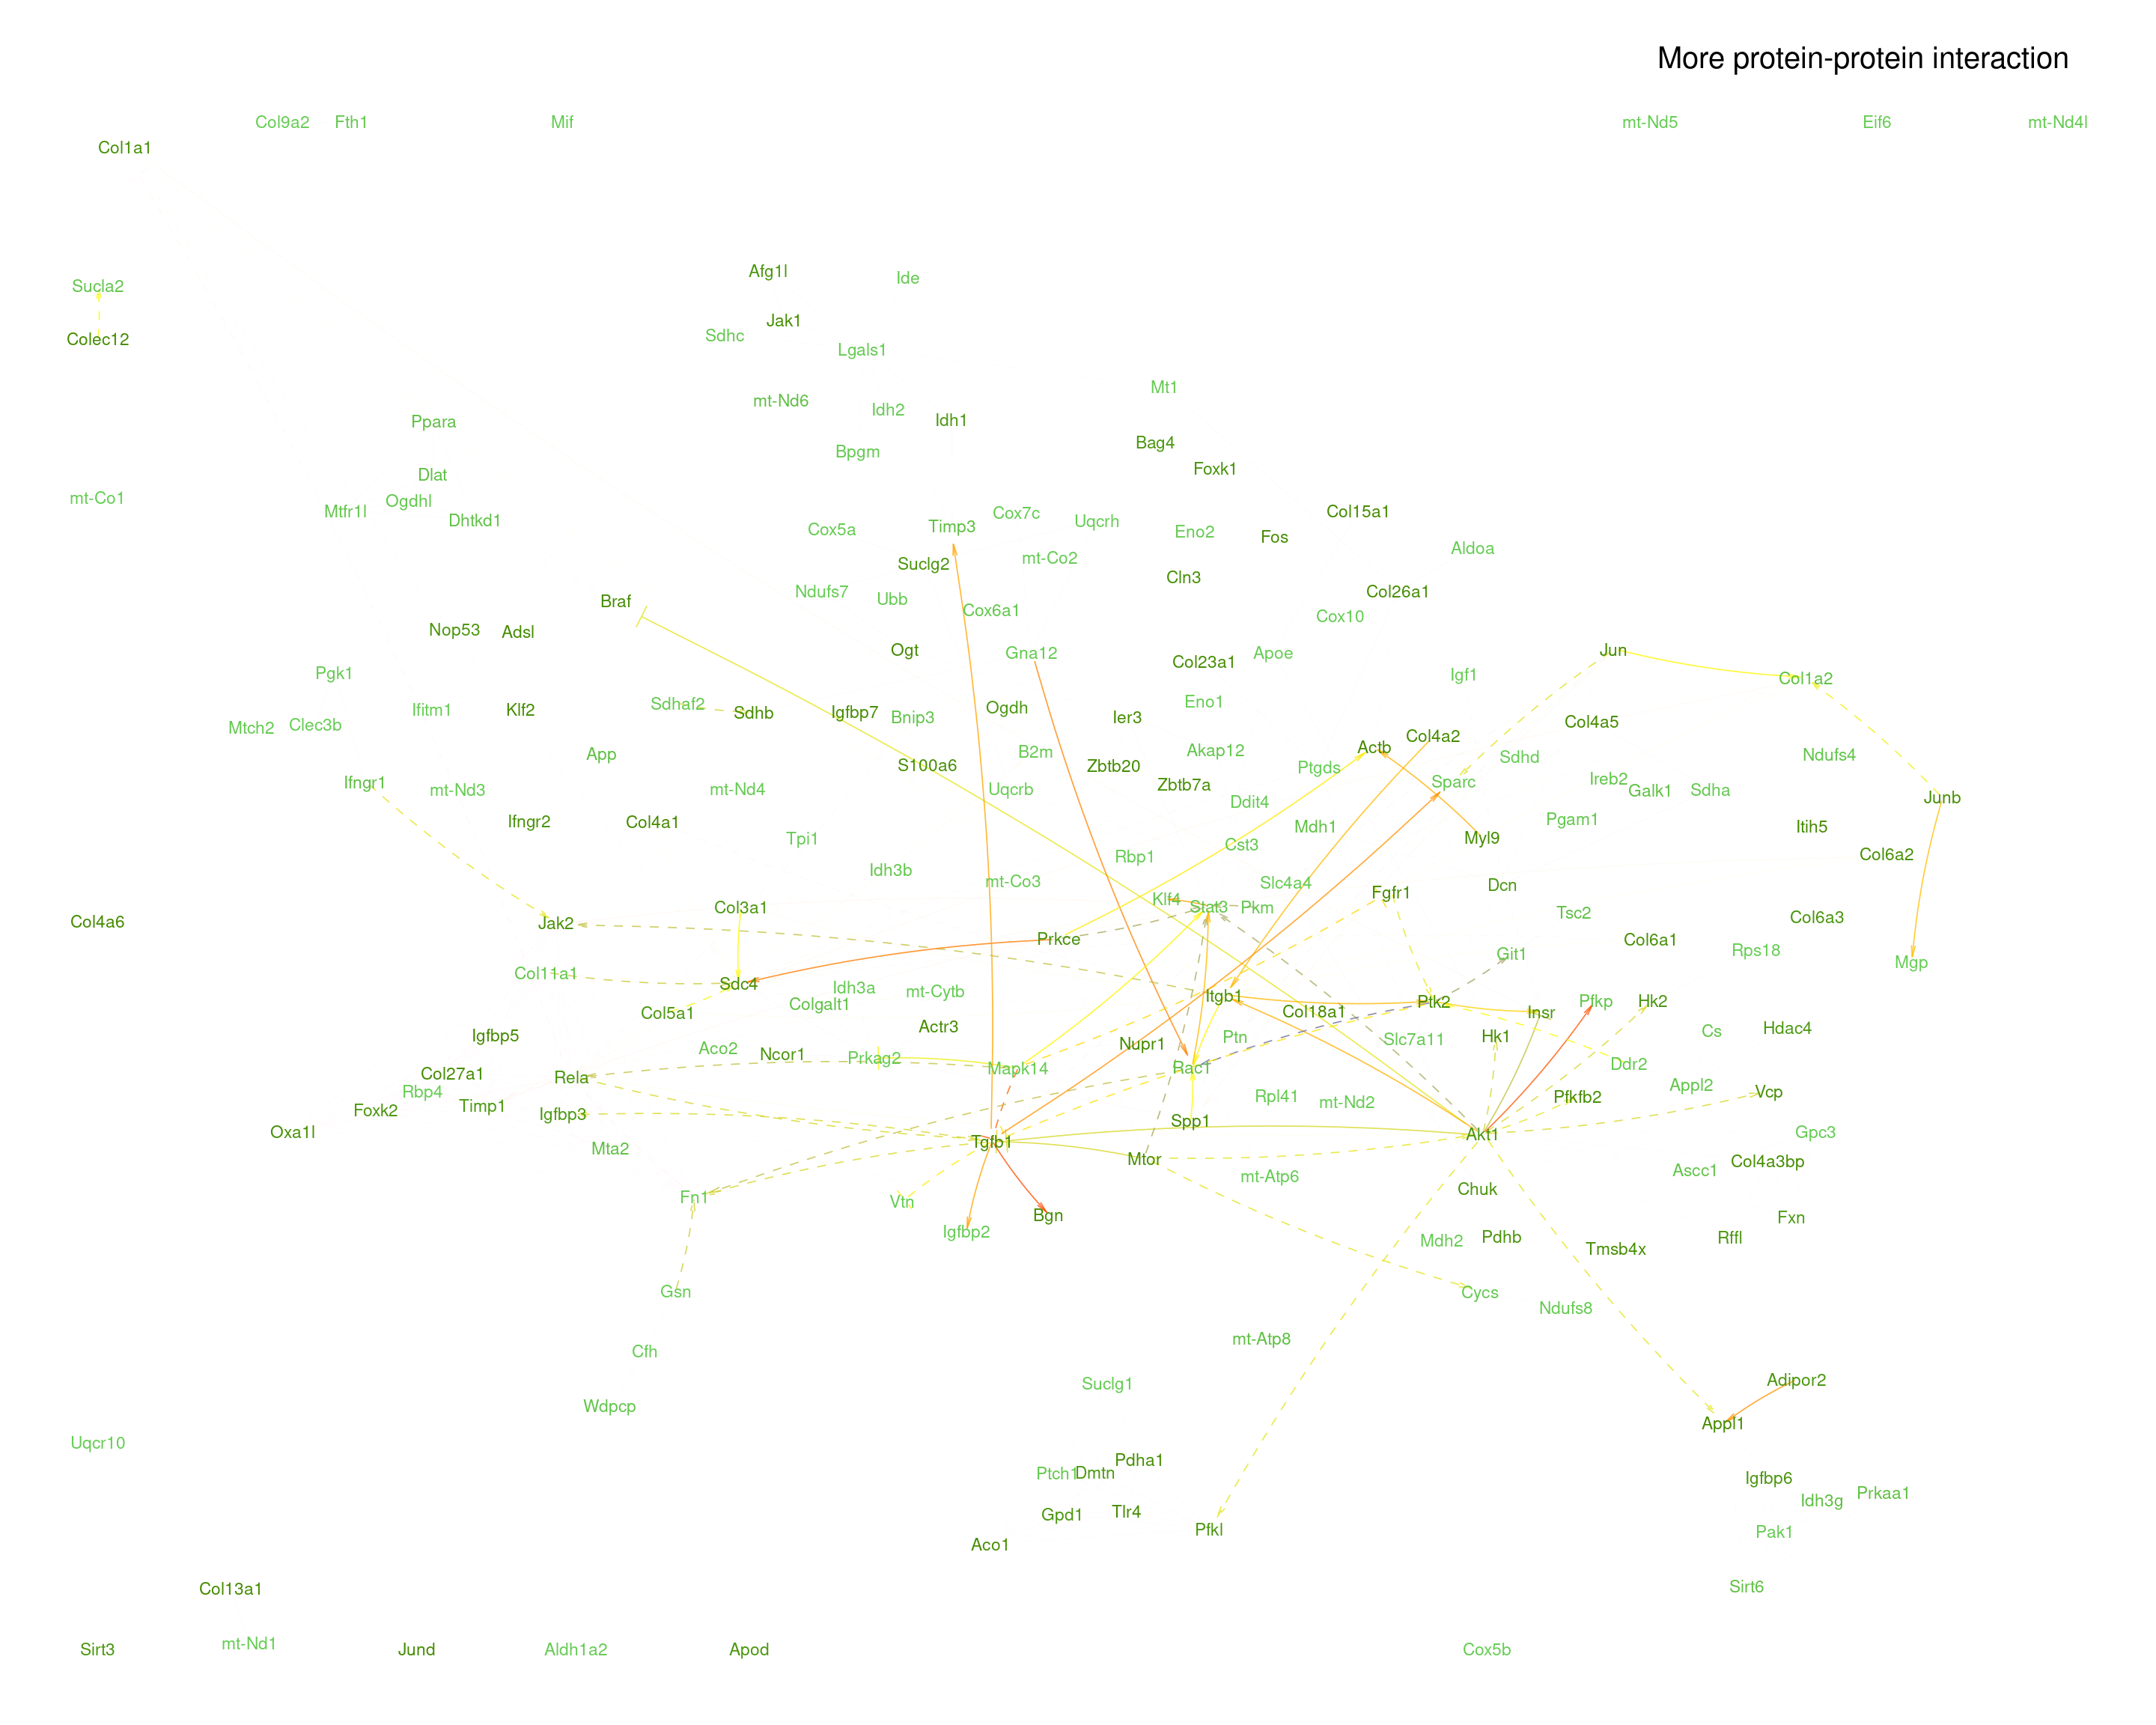 More protein-protein interaction
Col9a2
Fth1
Mif
mt-Nd5
Eif6
mt-Nd4l
Col1a1
Afg1l
Ide
Sucla2
Jak1
Sdhc
Colec12
Lgals1
Mt1
mt-Nd6
Idh2
Idh1
Ppara
Bag4
Bpgm
Foxk1
Dlat
mt-Co1
Ogdhl
Mtfr1l
Dhtkd1
Cox7c
Uqcrh
Col15a1
Timp3
Cox5a
Eno2
Fos
Aldoa
mt-Co2
Suclg2
Cln3
Ndufs7
Col26a1
Ubb
Braf
Cox6a1
Cox10
Nop53
Adsl
Ogt
Gna12
Apoe
Jun
Col23a1
Pgk1
Igf1
Col1a2
Sdhaf2
Eno1
Ifitm1
Klf2
Sdhb
Igfbp7
Bnip3
Ogdh
Ier3
Col4a5
Mtch2
Clec3b
Col4a2
Actb
App
B2m
Akap12
Sdhd
Ndufs4
S100a6
Zbtb20
Ptgds
Ireb2
Ifngr1
Sparc
Zbtb7a
mt-Nd3
mt-Nd4
Uqcrb
Galk1
Sdha
Junb
Ddit4
Ifngr2
Col4a1
Mdh1
Pgam1
Itih5
Tpi1
Myl9
Cst3
Rbp1
Col6a2
Idh3b
mt-Co3
Slc4a4
Dcn
Fgfr1
Klf4
Col3a1
Stat3
Pkm
Tsc2
Col6a3
Col4a6
Jak2
Prkce
Col6a1
Rps18
Git1
Mgp
Col11a1
Sdc4
Idh3a
mt-Cytb
Itgb1
Colgalt1
Ptk2
Pfkp
Hk2
Col5a1
Col18a1
Insr
Actr3
Hdac4
Cs
Igfbp5
Ptn
Hk1
Slc7a11
Nupr1
Aco2
Ncor1
Prkag2
Ddr2
Mapk14
Rac1
Col27a1
Rela
Appl2
Rbp4
Vcp
Rpl41
Pfkfb2
mt-Nd2
Timp1
Foxk2
Igfbp3
Spp1
Oxa1l
Akt1
Gpc3
Tgfb1
Mta2
Mtor
Col4a3bp
Ascc1
mt-Atp6
Chuk
Fn1
Vtn
Bgn
Fxn
Igfbp2
Pdhb
Rffl
Mdh2
Tmsb4x
Gsn
Cycs
Ndufs8
mt-Atp8
Cfh
Adipor2
Suclg1
Wdpcp
Appl1
Uqcr10
Pdha1
Ptch1
Dmtn
Igfbp6
Prkaa1
Idh3g
Tlr4
Gpd1
Pfkl
Pak1
Aco1
Sirt6
Col13a1
mt-Nd1
Sirt3
Jund
Aldh1a2
Apod
Cox5b